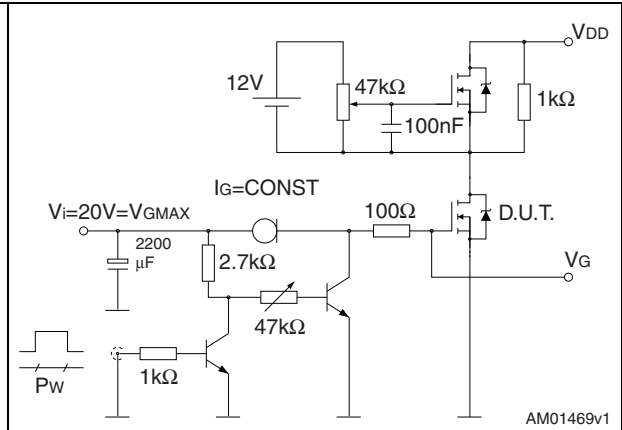 VDD
12V
47kΩ
1kΩ
100nF
IG=CONST
Vi=20V=VGMAX
100Ω
D.U.T.
2200
μF
2.7kΩ
VG
47kΩ
1kΩ
PW
AM01469v1